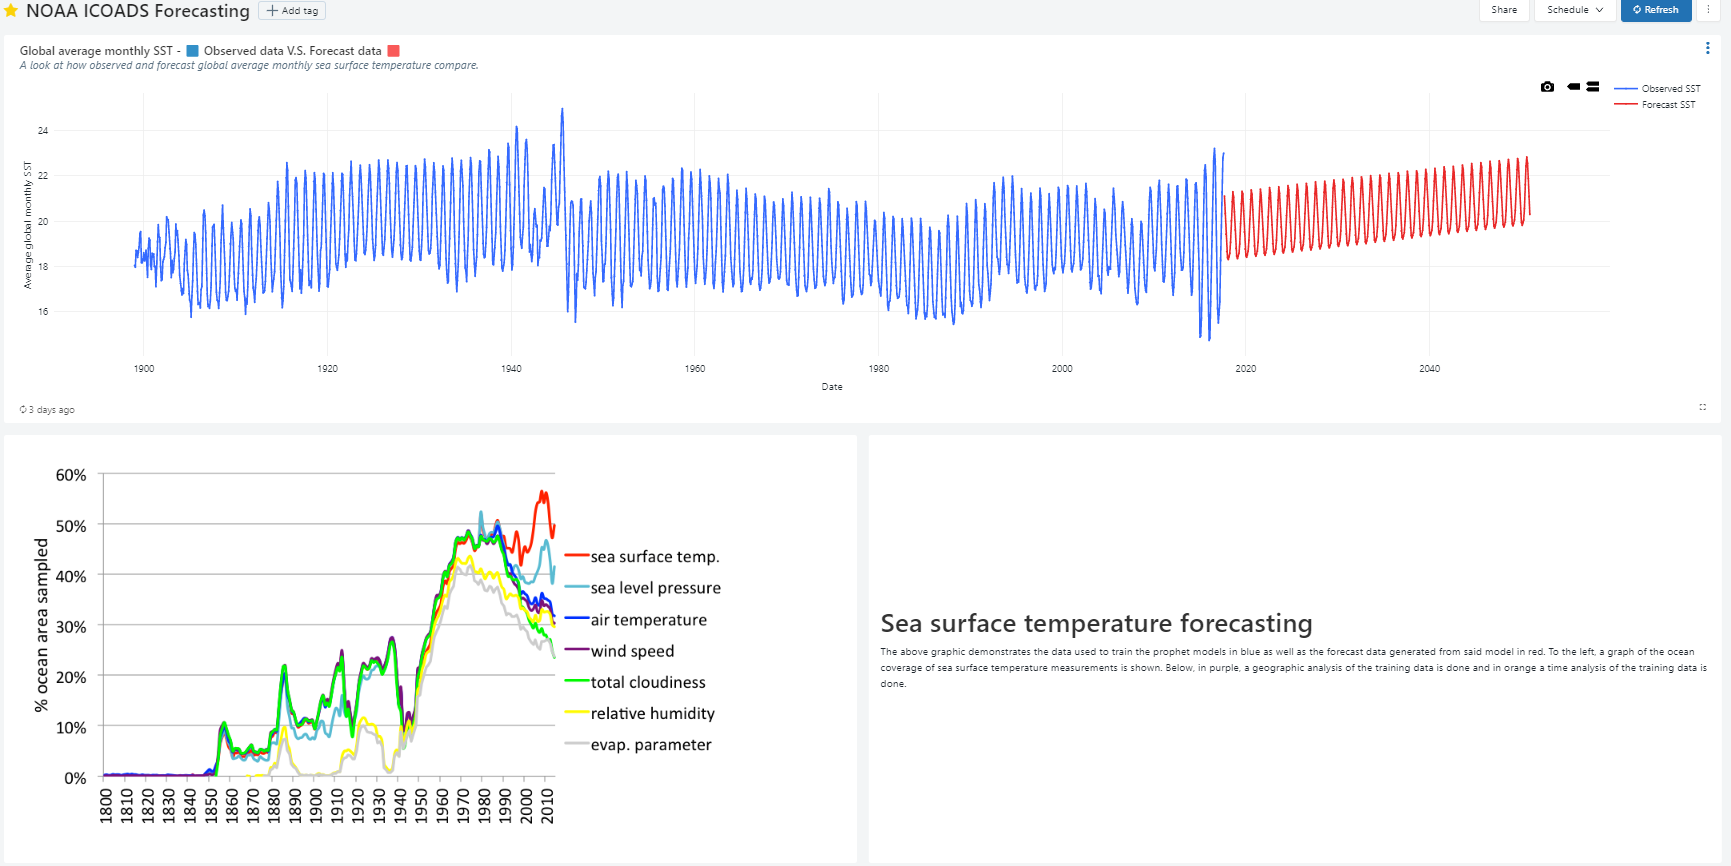 NOAA ICOADS Forecasting
Add tag
Share
Schedule
Refresh
Global average monthly SST - Observed data V.S. Forecast data
A look at how observed and forecast global average monthly sea surface temperature compare.
Observed SST
Forecast SST
Average global monthly SST
24
22
20
18
16
1900
1920
1940
1960
1980
2000
2020
2040
Date
3 days ago
% ocean area sampled
60%
50%
40%
30%
20%
10%
0%
1800
1810
1820
1830
1840
1850
1860
1870
1880
1890
1900
1910
1920
1930
1940
1950
1960
1970
1980
1990
2000
2010
sea surface temp.
sea level pressure
air temperature
wind speed
total cloudiness
relative humidity
evap. parameter
Sea surface temperature forecasting
The above graphic demonstrates the data used to train the prophet models in blue as well as the forecast data generated from said model in red. To the left, a graph of the ocean
coverage of sea surface temperature measurements is shown. Below, in purple, a geographic analysis of the training data is done and in orange a time analysis of the training data is
done.